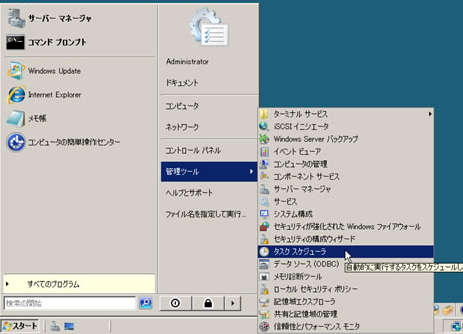 サーバー マネージャ
コマンド プロンプト
Windows Update
Internet Explorer
メモ帳
コンピュータの簡単操作センター
すべてのプログラム
検索の開始
スタート
Administrator
ドキュメント
コンピュータ
ネットワーク
コントロール パネル
管理ツール
ヘルプとサポート
ファイル名を指定して実行...
ターミナル サービス
iSCSI イニシエータ
Windows Server バックアップ
イベント ビューア
コンピュータの管理
コンポーネント サービス
サーバー マネージャ
サービス
システム構成
セキュリティが強化された Windows ファイアウォール
セキュリティの構成ウィザード
タスク スケジューラ
データ ソース (ODBC)
自動的に実行するタスクをスケジュールし
メモリ診断ツール
ローカル セキュリティ ポリシー
記憶域エクスプローラ
共有と記憶域の管理
信頼性とパフォーマンス モニタ